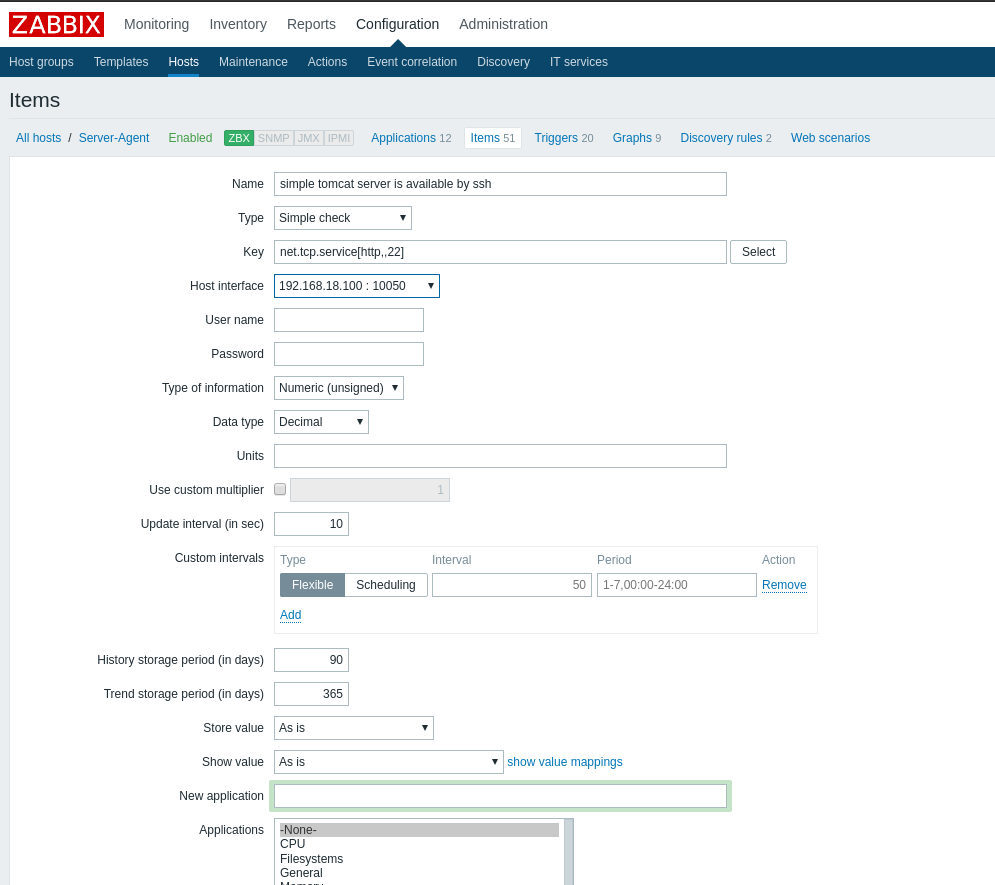 ZABBIX Monitoring Inventory Reports Configuration Administration
Host groups Templates Hosts Maintenance Actions Event correlation Discovery IT services
Items
All hosts / Server-Agent Enabled ZBX SNMP JMX IPMI Applications 12 Items 51 Triggers 20 Graphs 9 Discovery rules 2 Web scenarios
Name simple tomcat server is available by ssh
Type Simple check
Key net.tcp.service[http,,22] Select
Host interface 192.168.18.100 : 10050
User name
Password
Type of information Numeric (unsigned)
Data type Decimal
Units
Use custom multiplier 1
Update interval (in sec) 10
Custom intervals Type Interval Period Action
Flexible Scheduling 50 1-7,00:00-24:00 Remove
Add
History storage period (in days) 90
Trend storage period (in days) 365
Store value As is
Show value As is show value mappings
New application
Applications -None-
CPU
Filesystems
General
Memory